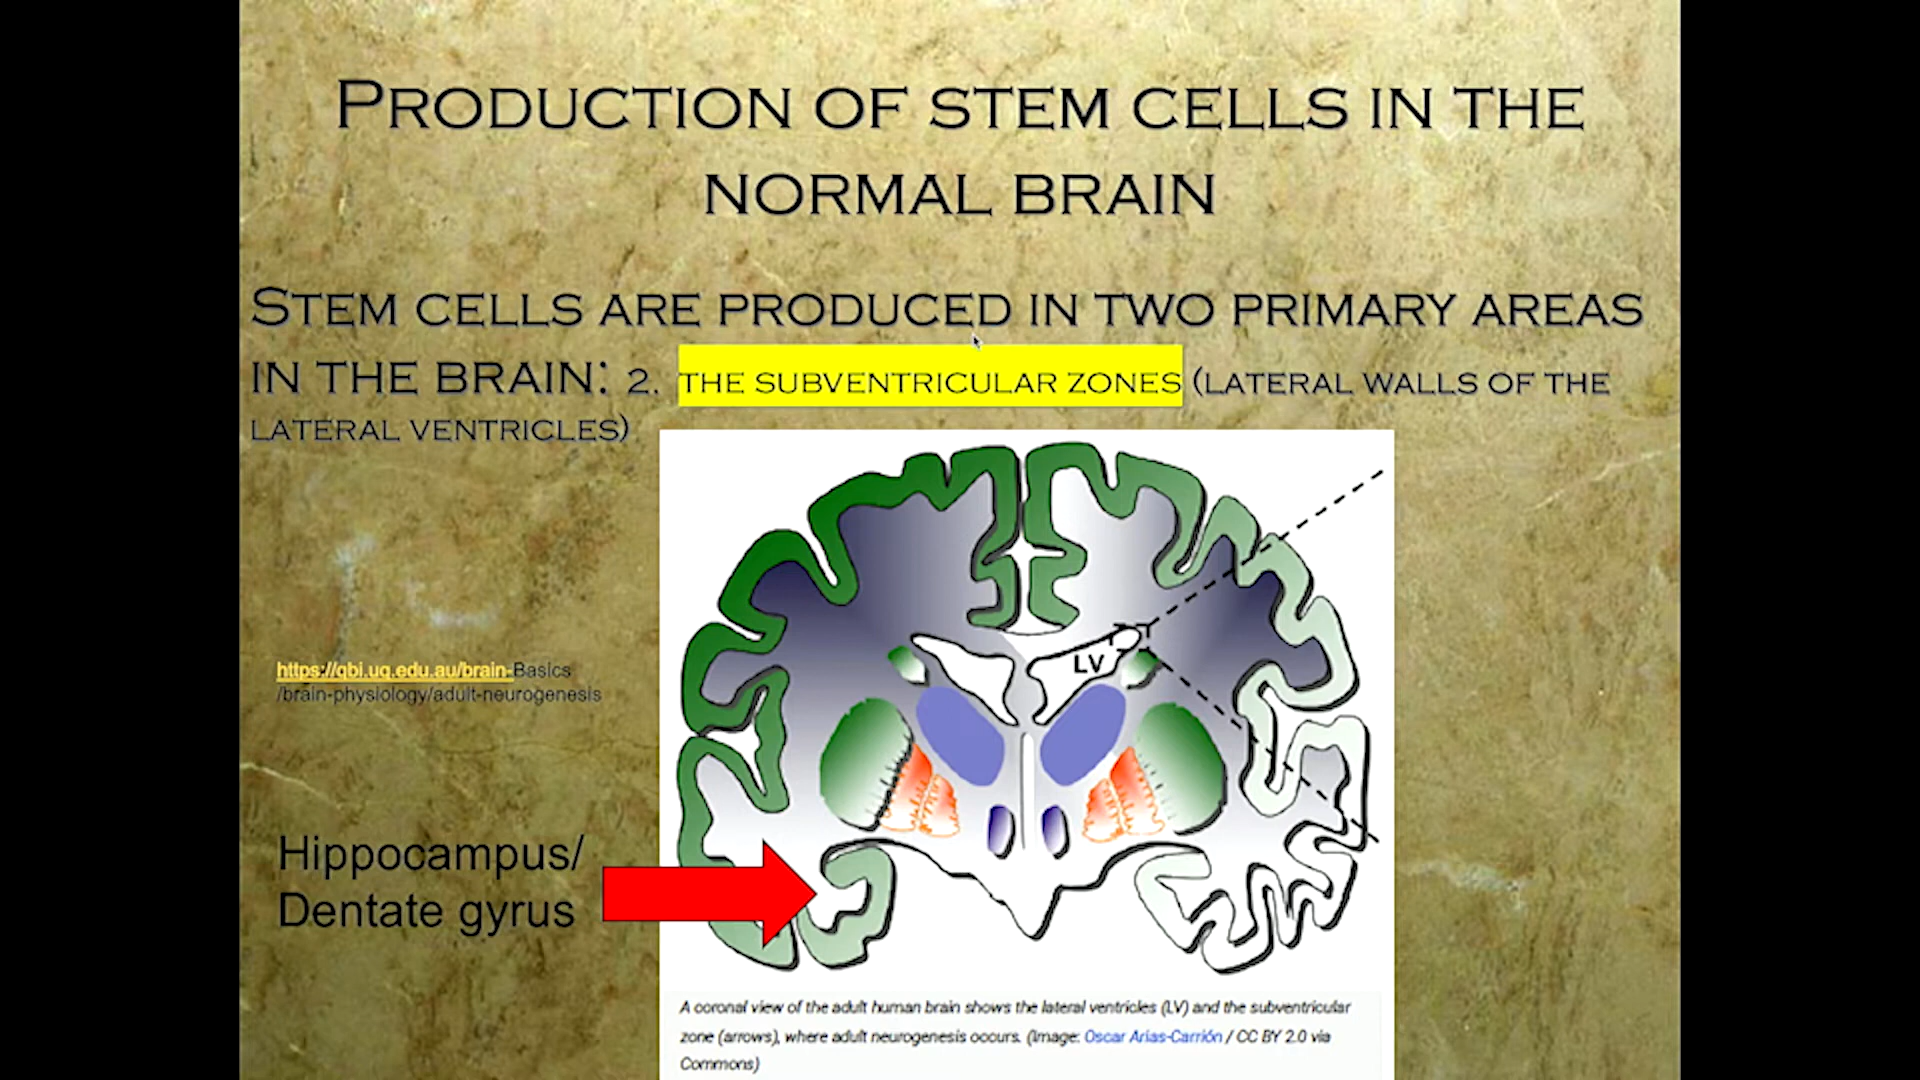 PRODUCTION OF STEM CELLS IN THE
NORMAL BRAIN
STEM CELLS ARE PRODUCED IN TWO PRIMARY AREAS
IN THE BRAIN: 2. THE SUBVENTRICULAR ZONES (LATERAL WALLS OF THE
LATERAL VENTRICLES)
LV
https://qbi.uq.edu.au/brain-Basics
/brain-physiology/adult-neurogenesis
Hippocampus/
Dentate gyrus
A coronal view of the adult human brain shows the lateral ventricles (LV) and the subventricular
zone (arrows), where adult neurogenesis occurs. (Image: Oscar Arias-Carrión / CC BY 2.0 via
Commons)